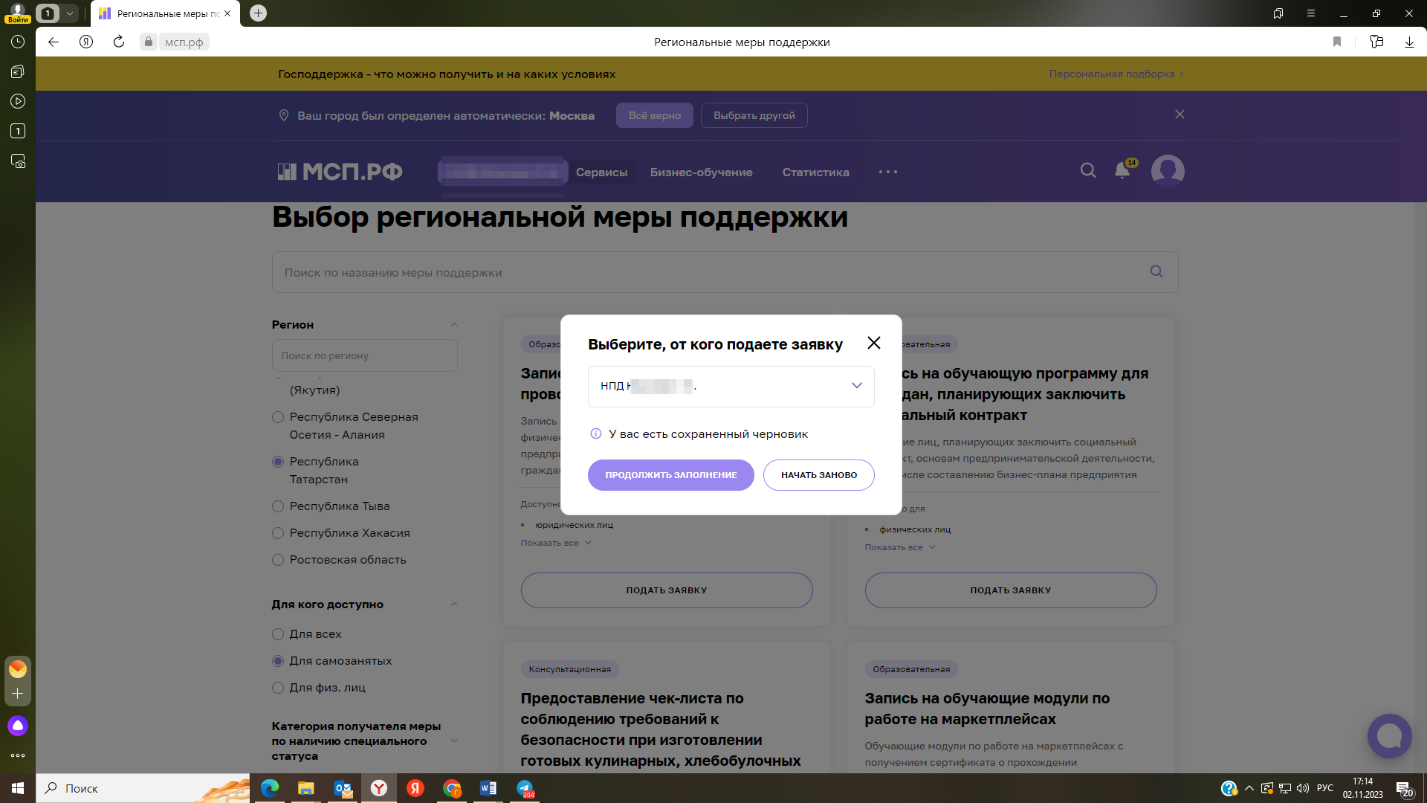 Войти
1
Региональные меры по
мсп.рф
Региональные меры поддержки
Господдержка - что можно получить и на каких условиях
Персональная подборка >
1
Ваш город был определен автоматически: Москва
Всё верно
Выбрать другой
МСП.РФ
Сервисы
Бизнес-обучение
Статистика
14
Выбор региональной меры поддержки
Поиск по названию меры поддержки
Регион
Поиск по региону
(Якутия)
Республика Северная
Осетия - Алания
Республика
Татарстан
Республика Тыва
Республика Хакасия
Ростовская область
Для кого доступно
Для всех
Для самозанятых
Для физ. лиц
Категория получателя меры
по наличию специального
статуса
Выберите, от кого подаете заявку
НПД
У вас есть сохраненный черновик
ПРОДОЛЖИТЬ ЗАПОЛНЕНИЕ
НАЧАТЬ ЗАНОВО
Образо
Запис
прово
Запись
физиче
предпр
граждан
Доступно
юридических лиц
Показать все
ПОДАТЬ ЗАЯВКУ
овательная
сь на обучающую программу для
дан, планирующих заключить
альный контракт
ие лиц, планирующих заключить социальный
кт, основам предпринимательской деятельности,
числе составлению бизнес-плана предприятия
о для
физических лиц
Показать все
ПОДАТЬ ЗАЯВКУ
Консультационная
Предоставление чек-листа по
соблюдению требований к
безопасности при изготовлении
готовых кулинарных, хлебобулочных
Образовательная
Запись на обучающие модули по
работе на маркетплейсах
Обучающие модули по работе на маркетплейсах с
получением сертификата о прохождении
Поиск
РУС
17:14
02.11.2023
20